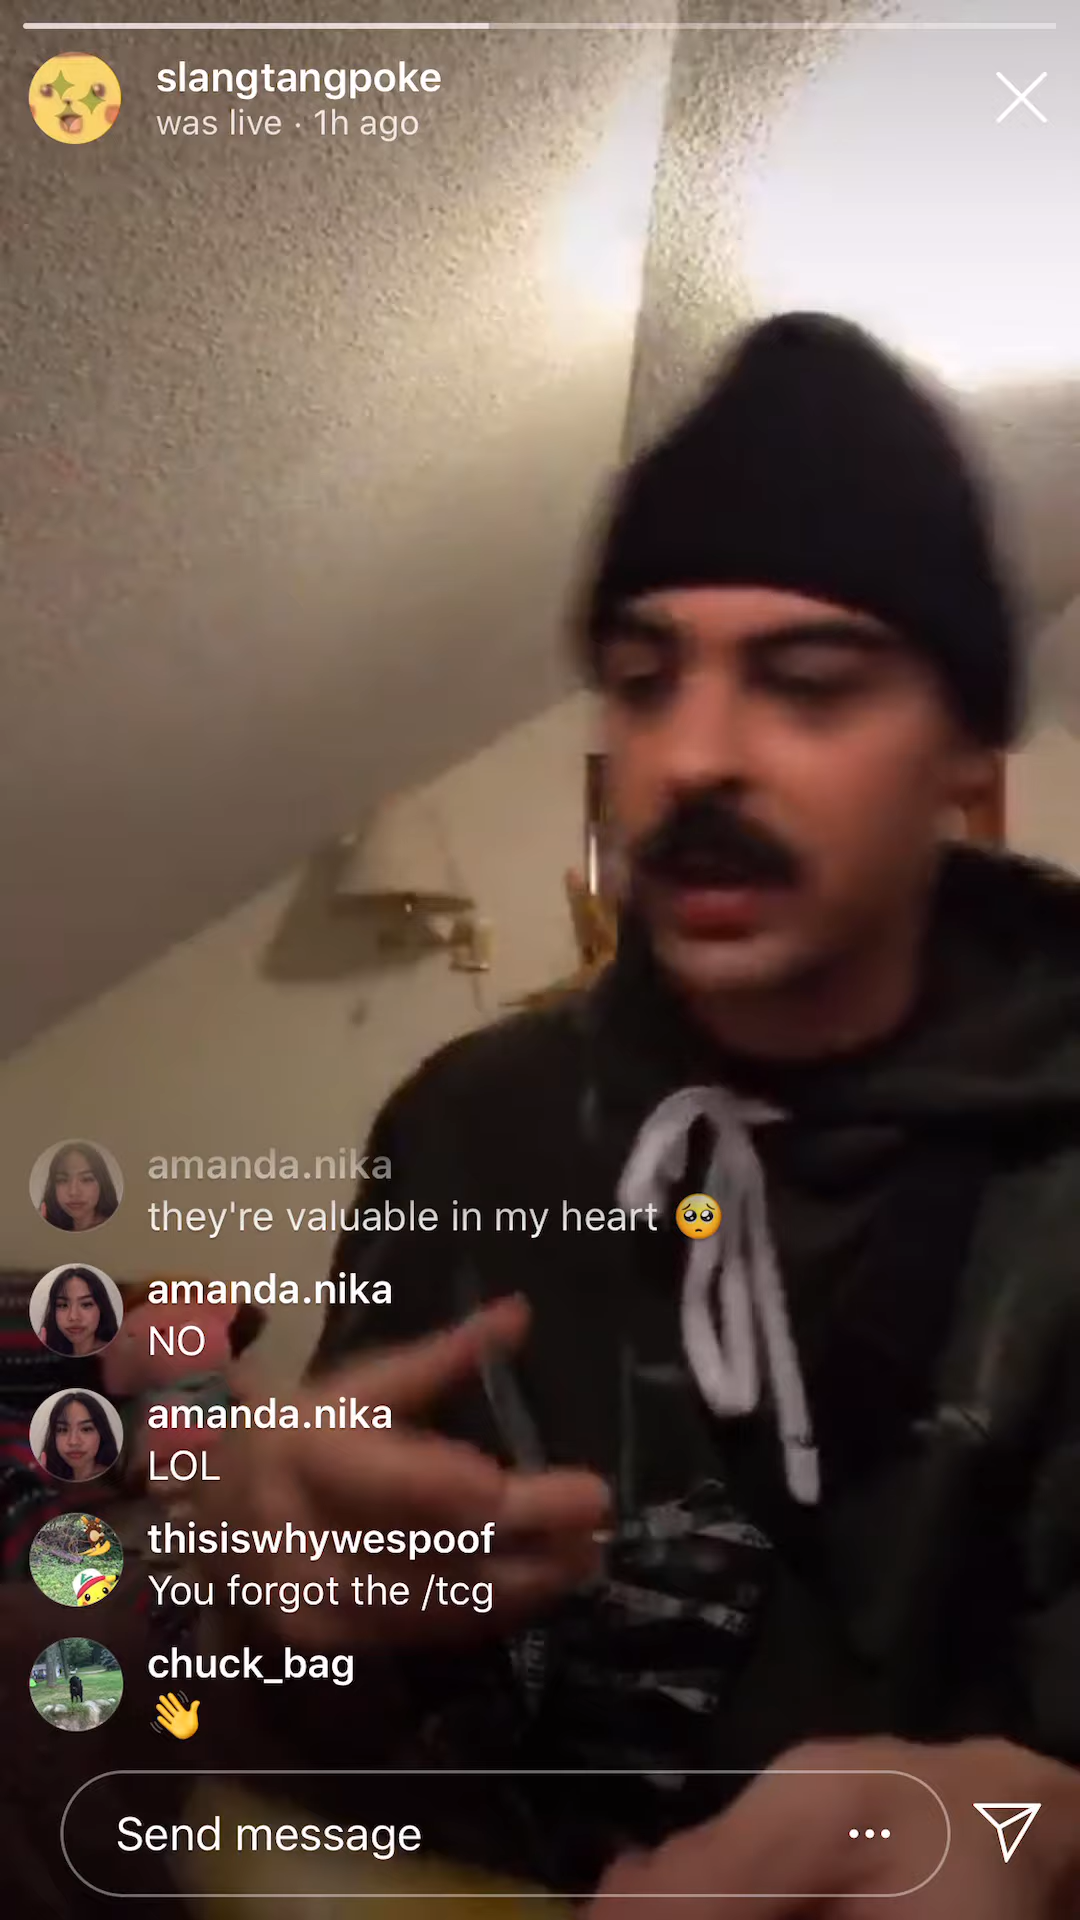 slangtangpoke
was live · 1h ago
amanda.nika
they're valuable in my heart 🥺
amanda.nika
NO
amanda.nika
LOL
thisiswhywespoof
You forgot the /tcg
chuck_bag
👋
Send message